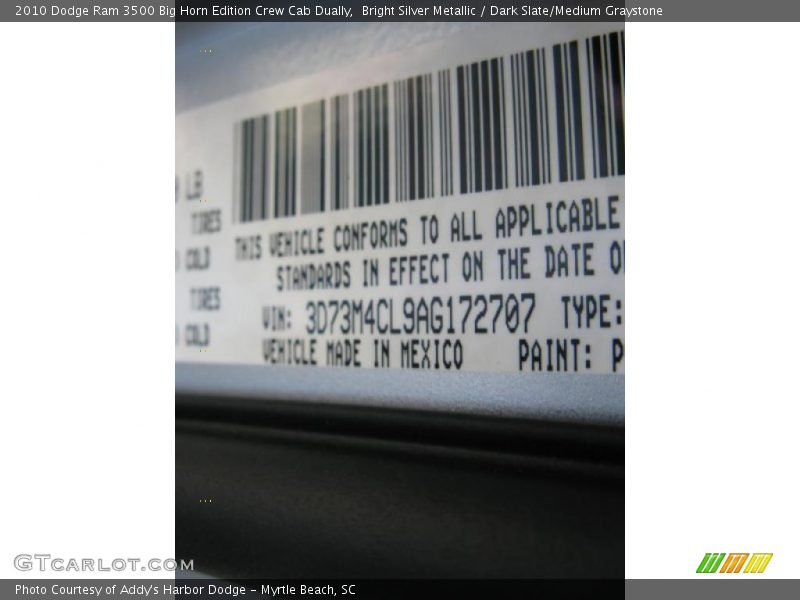 2010 Dodge Ram 3500 Big Horn Edition Crew Cab Dually,  Bright Silver Metallic / Dark Slate/Medium Graystone
LB
TIRES
COLD
TIRES
COLD
THIS VEHICLE CONFORMS TO ALL APPLICABLE
STANDARDS IN EFFECT ON THE DATE
VIN: 3D73M4CL9AG172707 TYPE:
VEHICLE MADE IN MEXICO PAINT: P
GTCARLOT.COM
Photo Courtesy of Addy's Harbor Dodge - Myrtle Beach, SC